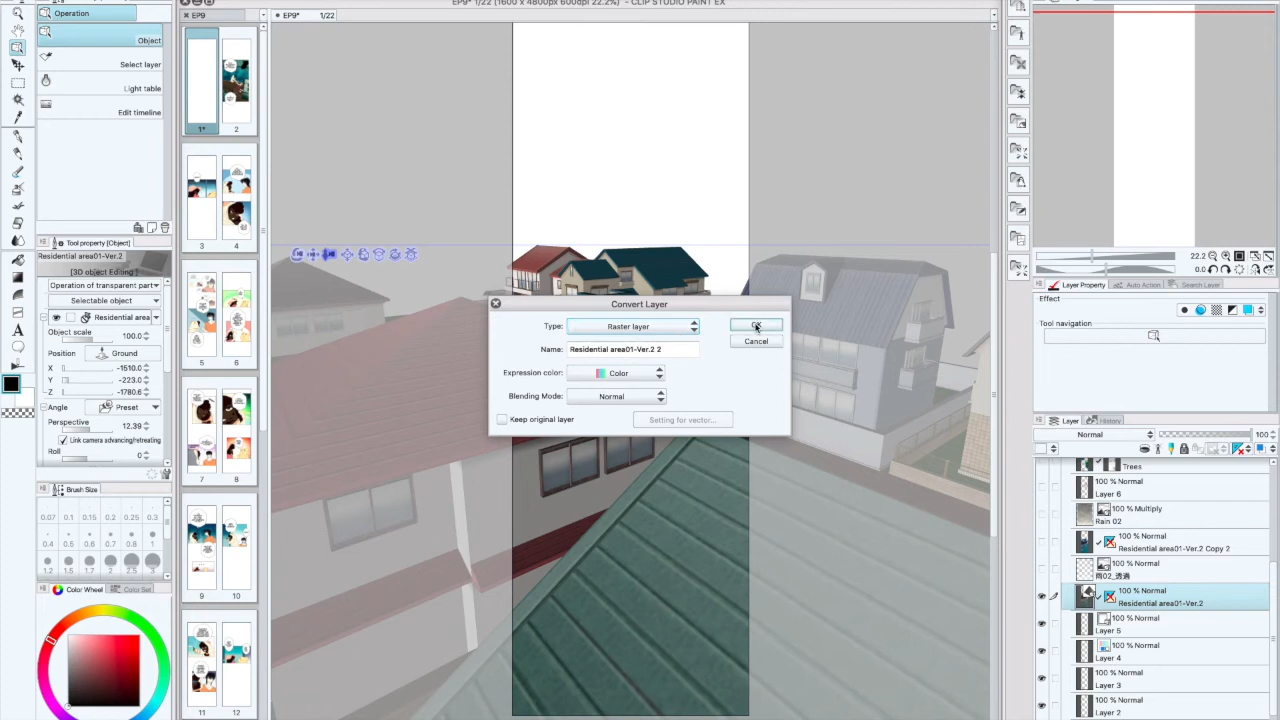 EP9* 1/22 (1600 x 4800px 600dpi 22.2%) - CLIP STUDIO PAINT EX
Operation
EP9
EP9* 1/22
Object
Select layer
Light table
Edit timeline
1* 2
3 4
5 6
7 8
9 10
11 12
Tool property [Object]
Residential area01-Ver.2
[3D object Editing]
Operation of transparent part
Selectable object
Residential area
Object scale
100.0
Position Ground
X -1510.0
Y -223.0
Z -1780.6
Angle Preset
Perspective
12.39
Link camera advancing/retreating
Roll
0
Brush Size
0.07 0.1 0.15 0.2 0.25 0.3
0.4 0.5 0.6 0.7 0.8 1
1.2 1.5 2 2.5 3
Color Wheel Color Set
Convert Layer
Type: Raster layer
OK
Name: Residential area01-Ver.2 2
Cancel
Expression color: Color
Blending Mode: Normal
Keep original layer
Setting for vector...
22.2
0.0
Layer Property Auto Action Search Layer
Effect
Tool navigation
Layer History
Normal 100
Trees
100 % Normal
Layer 6
100 % Multiply
Rain 02
100 % Normal
Residential area01-Ver.2 Copy 2
100 % Normal
雨02_透過
100 % Normal
Residential area01-Ver.2
100 % Normal
Layer 5
100 % Normal
Layer 4
100 % Normal
Layer 3
100 % Normal
Layer 2